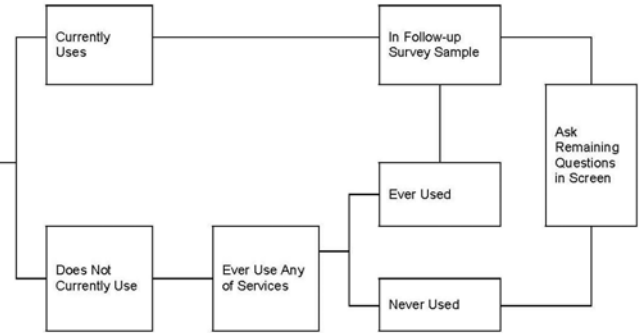 Currently
Uses
In Follow-up
Survey Sample
Ask
Remaining
Questions
in Screen
Ever Used
Does Not
Currently Use
Ever Use Any
of Services
Never Used